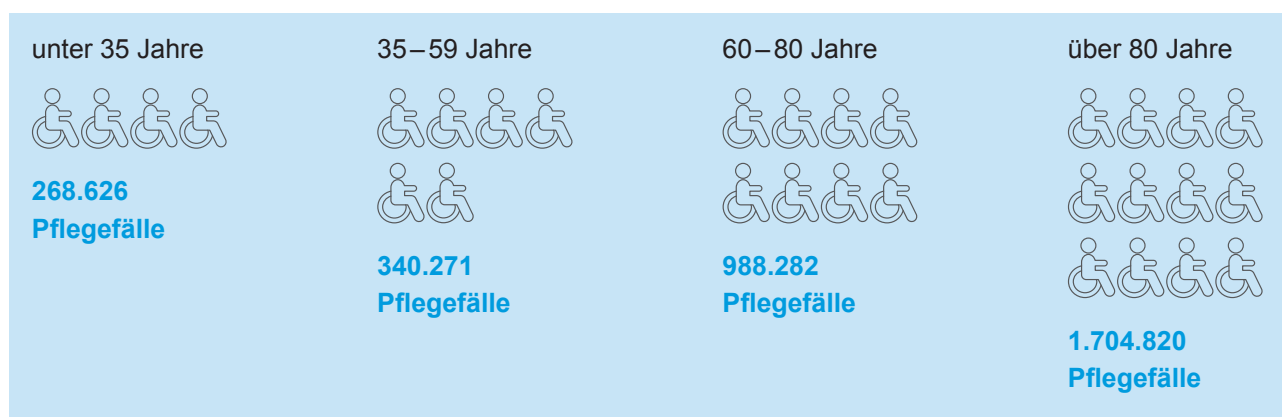 unter 35 Jahre
268.626
Pflegefälle
35–59 Jahre
340.271
Pflegefälle
60–80 Jahre
988.282
Pflegefälle
über 80 Jahre
1.704.820
Pflegefälle